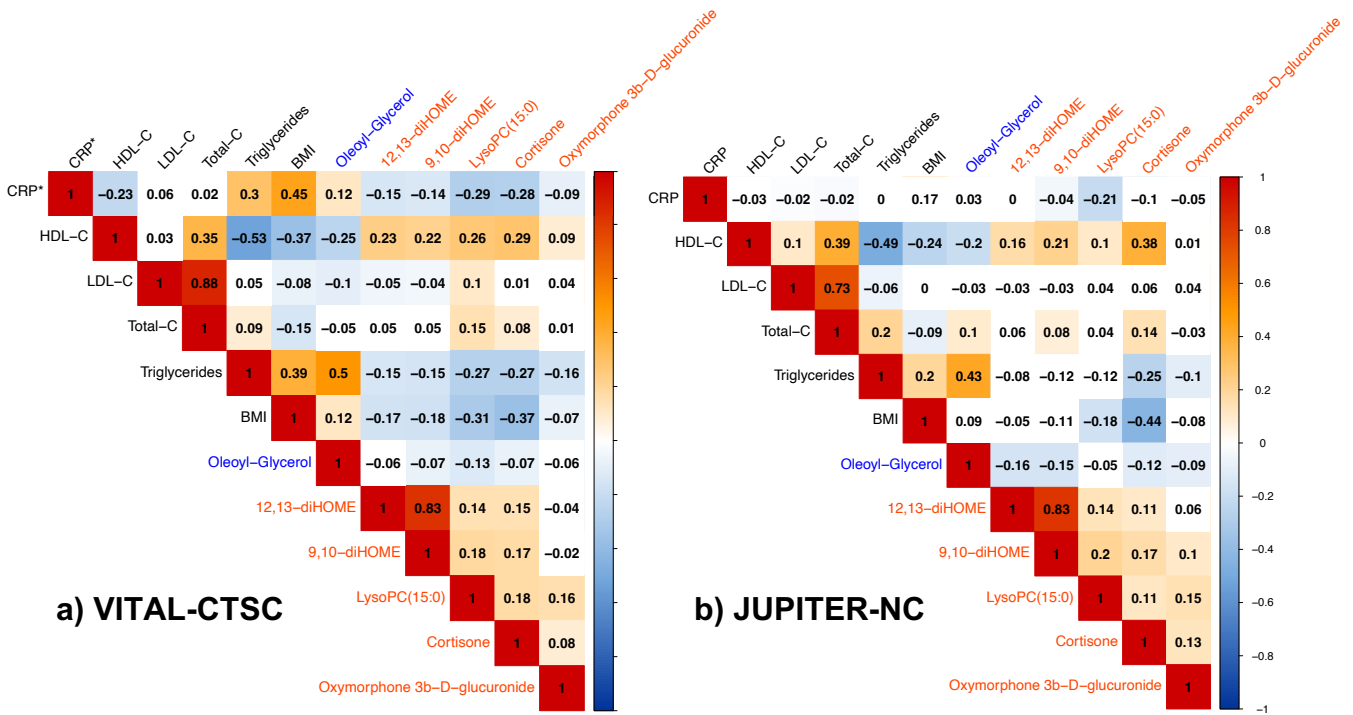 CRP*
HDL−C
LDL−C
Total−C
Triglycerides
BMI
Oleoyl−Glycerol
12,13−diHOME
9,10−diHOME
LysoPC(15:0)
Cortisone
Oxymorphone 3b−D−glucuronide
CRP* 1 −0.23 0.06 0.02 0.3 0.45 0.12 −0.15 −0.14 −0.29 −0.28 −0.09
HDL−C 1 0.03 0.35 −0.53 −0.37 −0.25 0.23 0.22 0.26 0.29 0.09
LDL−C 1 0.88 0.05 −0.08 −0.1 −0.05 −0.04 0.1 0.01 0.04
Total−C 1 0.09 −0.15 −0.05 0.05 0.05 0.15 0.08 0.01
Triglycerides 1 0.39 0.5 −0.15 −0.15 −0.27 −0.27 −0.16
BMI 1 0.12 −0.17 −0.18 −0.31 −0.37 −0.07
Oleoyl−Glycerol 1 −0.06 −0.07 −0.13 −0.07 −0.06
12,13−diHOME 1 0.83 0.14 0.15 −0.04
9,10−diHOME 1 0.18 0.17 −0.02
LysoPC(15:0) 1 0.18 0.16
Cortisone 1 0.08
Oxymorphone 3b−D−glucuronide 1
a) VITAL-CTSC
CRP
HDL−C
LDL−C
Total−C
Triglycerides
BMI
Oleoyl−Glycerol
12,13−diHOME
9,10−diHOME
LysoPC(15:0)
Cortisone
Oxymorphone 3b−D−glucuronide
CRP 1 −0.03 −0.02 −0.02 0 0.17 0.03 0 −0.04 −0.21 −0.1 −0.05
HDL−C 1 0.1 0.39 −0.49 −0.24 −0.2 0.16 0.21 0.1 0.38 0.01
LDL−C 1 0.73 −0.06 0 −0.03 −0.03 −0.03 0.04 0.06 0.04
Total−C 1 0.2 −0.09 0.1 0.06 0.08 0.04 0.14 −0.03
Triglycerides 1 0.2 0.43 −0.08 −0.12 −0.12 −0.25 −0.1
BMI 1 0.09 −0.05 −0.11 −0.18 −0.44 −0.08
Oleoyl−Glycerol 1 −0.16 −0.15 −0.05 −0.12 −0.09
12,13−diHOME 1 0.83 0.14 0.11 0.06
9,10−diHOME 1 0.2 0.17 0.1
LysoPC(15:0) 1 0.11 0.15
Cortisone 1 0.13
Oxymorphone 3b−D−glucuronide 1
b) JUPITER-NC
1
0.8
0.6
0.4
0.2
0
−0.2
−0.4
−0.6
−0.8
−1